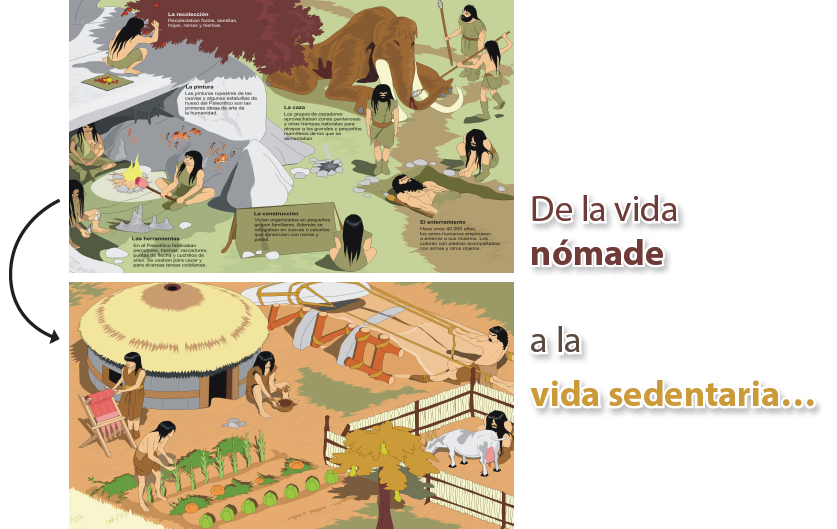 La recolección
Recolectaban frutos, semillas,
hojas, ramas y hierbas.
La pintura
Las pinturas rupestres de las
cuevas y algunas estatuillas de
hueso del Paleolítico son las
primeras obras de arte de
la humanidad.
La caza
Los grupos de cazadores
aprovechaban zonas pantanosas
y otras trampas naturales para
atrapar a los grandes y pequeños
mamíferos de los que se
alimentaban.
La construcción
Vivían organizados en pequeños
grupos familiares. Además se
refugiaban en cuevas o cabañas
que construían con ramas y
pieles.
El enterramiento
Hace unos 40.000 años,
los seres humanos empezaron
a enterrar a sus muertos. Los
cubrían con piedras acompañados
con armas y otros objetos.
Las herramientas
En el Paleolítico fabricaban
percutores, hachas, rascadores,
puntas de flecha y cuchillos de
sílex. Se usaban para cazar y
para diversas tareas cotidianas.
De la vida
nómade
a la
vida sedentaria...